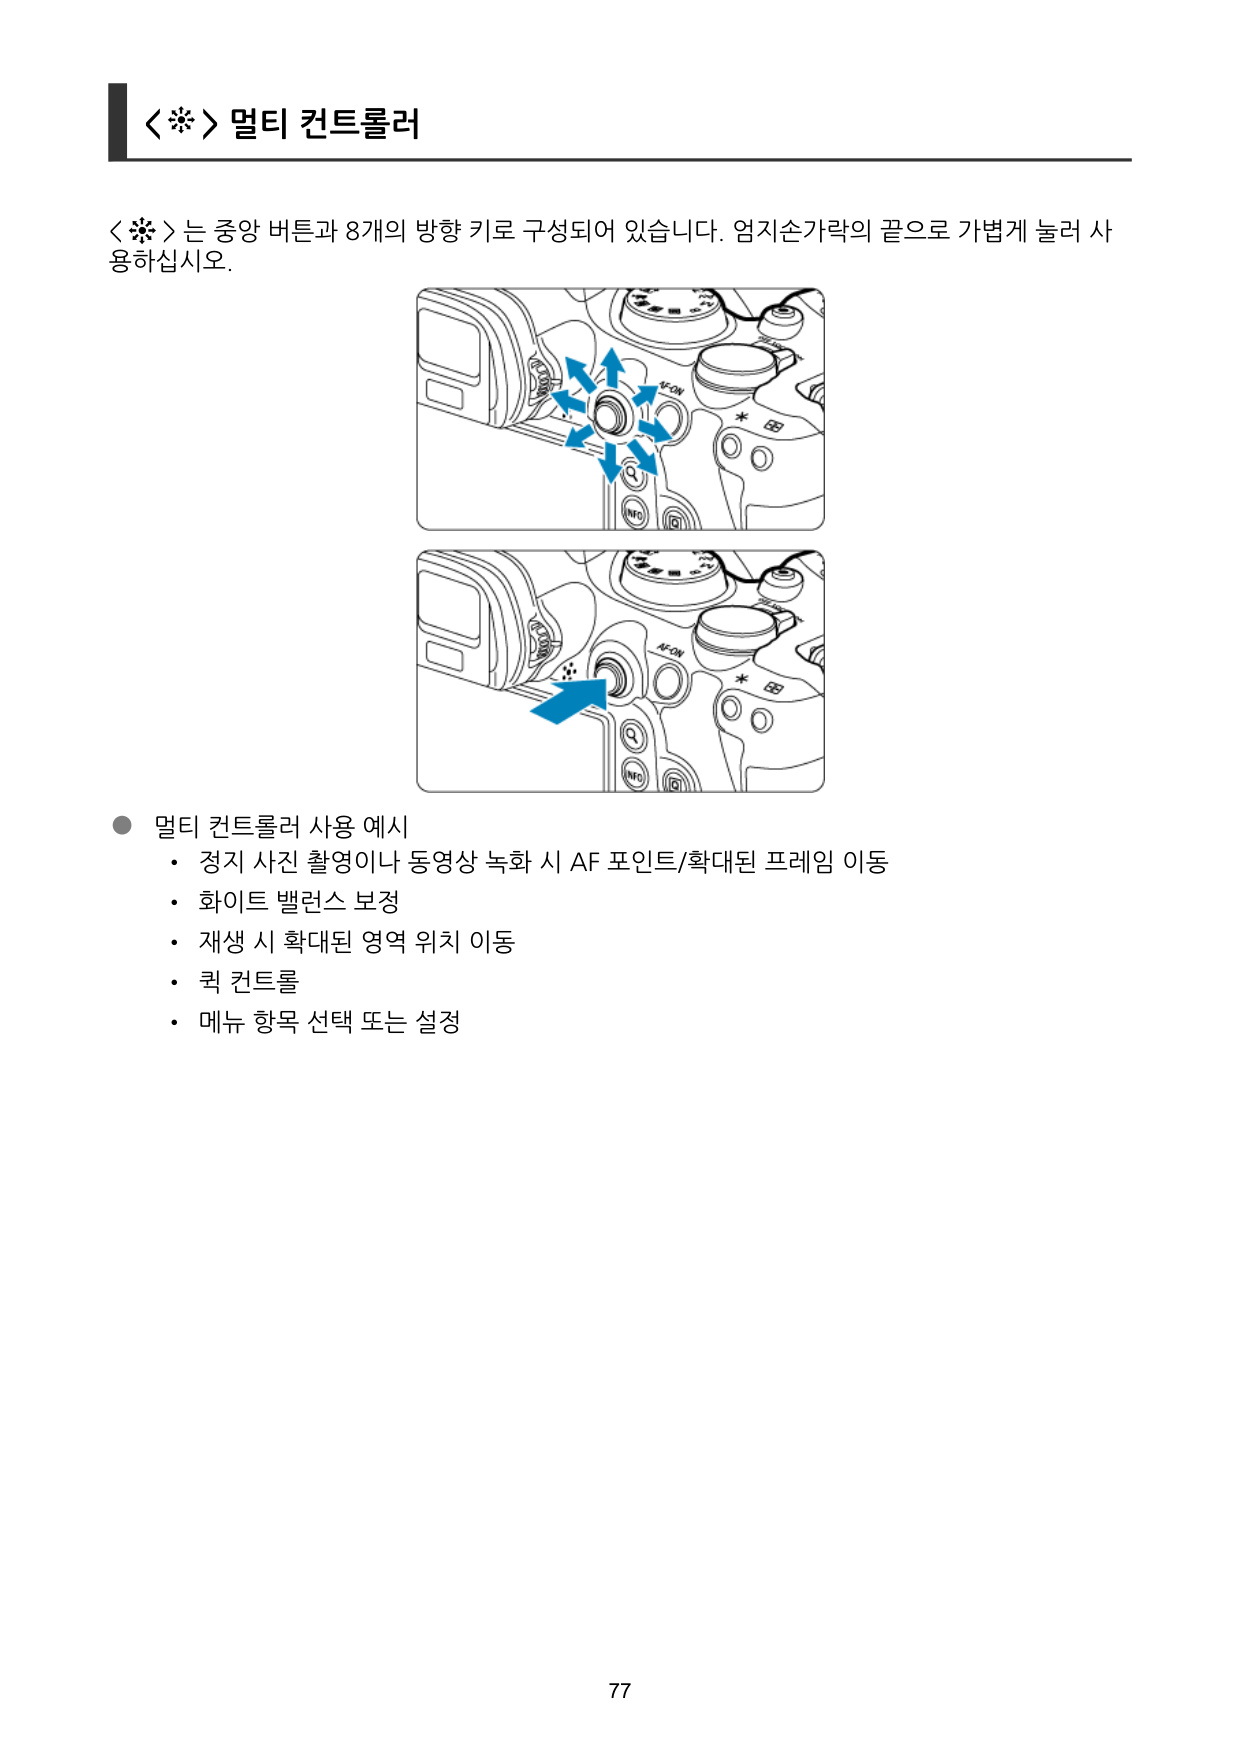 < > 멀티 컨트롤러
< > 는 중앙 버튼과 8개의 방향 키로 구성되어 있습니다. 엄지손가락의 끝으로 가볍게 눌러 사
용하십시오.
AF-ON
INFO
Q
AF-ON
INFO
Q
● 멀티 컨트롤러 사용 예시
• 정지 사진 촬영이나 동영상 녹화 시 AF 포인트/확대된 프레임 이동
• 화이트 밸런스 보정
• 재생 시 확대된 영역 위치 이동
• 퀵 컨트롤
• 메뉴 항목 선택 또는 설정
77